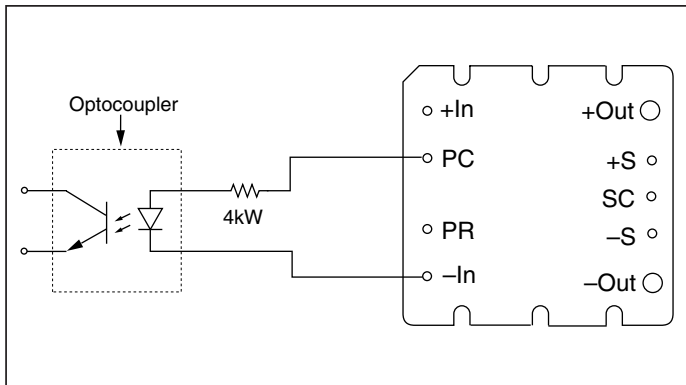 Optocoupler
4kW
+In
PC
PR
–In
+Out
+S
SC
–S
–Out